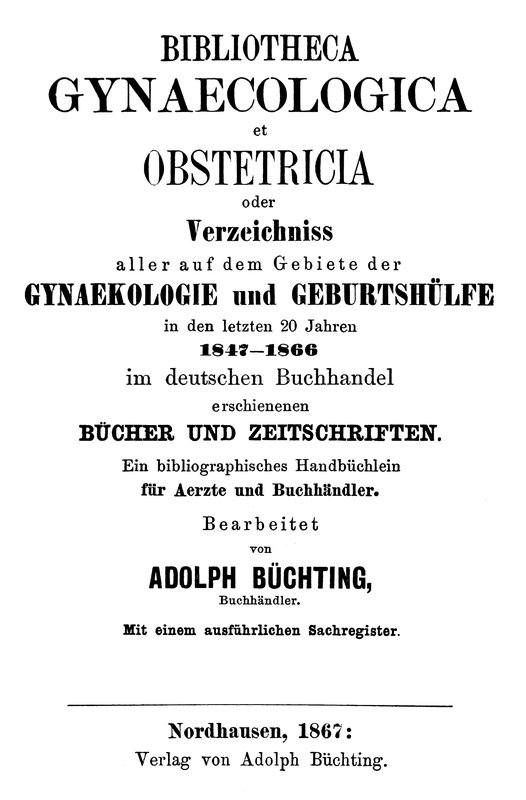 BIBLIOTHECA
GYNAECOLOGICA
et
OBSTETRICIA
oder
Verzeichniss
aller auf dem Gebiete der
GYNAEKOLOGIE und GEBURTSHÜLFE
in den letzten 20 Jahren
1847—1866
im deutschen Buchhandel
erschienenen
BÜCHER UND ZEITSCHRIFTEN.
Ein bibliographisches Handbüchlein
für Aerzte und Buchhändler.
Bearbeitet
von
ADOLPH BÜCHTING,
Buchhändler.
Mit einem ausführlichen Sachregister.
Nordhausen, 1867:
Verlag von Adolph Büchting.